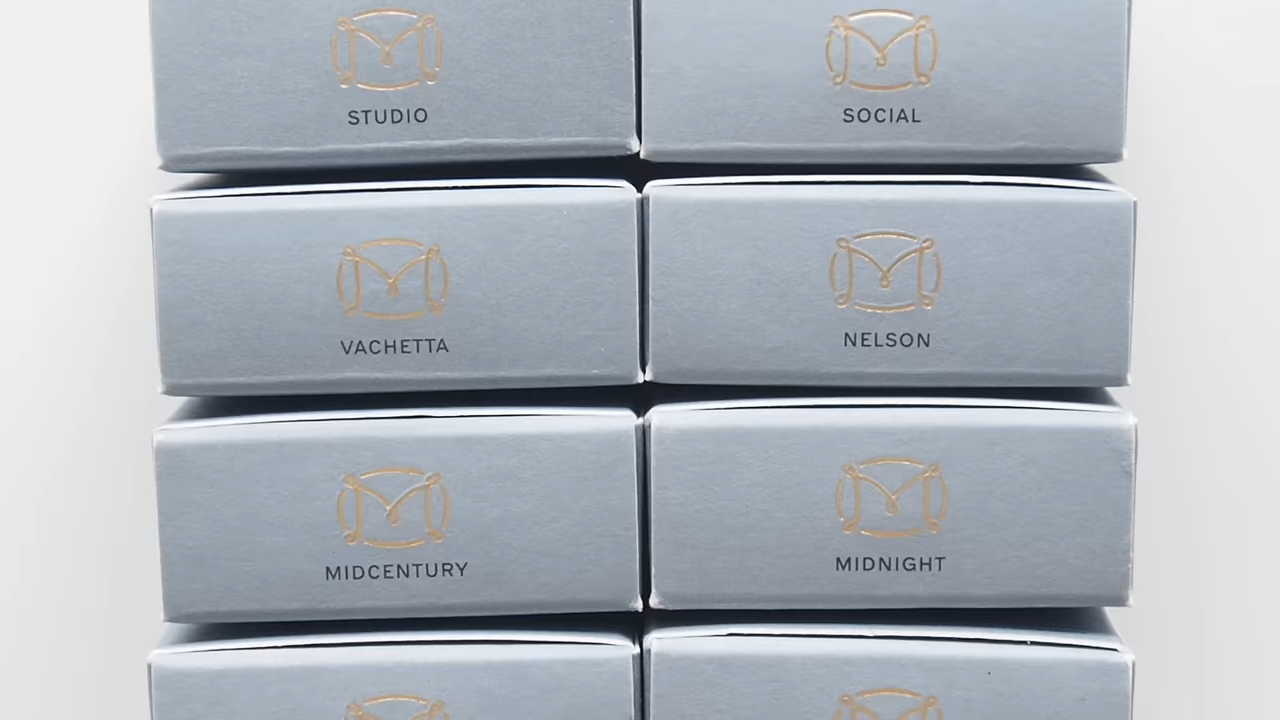 STUDIO
SOCIAL
VACHETTA
NELSON
MIDCENTURY
MIDNIGHT